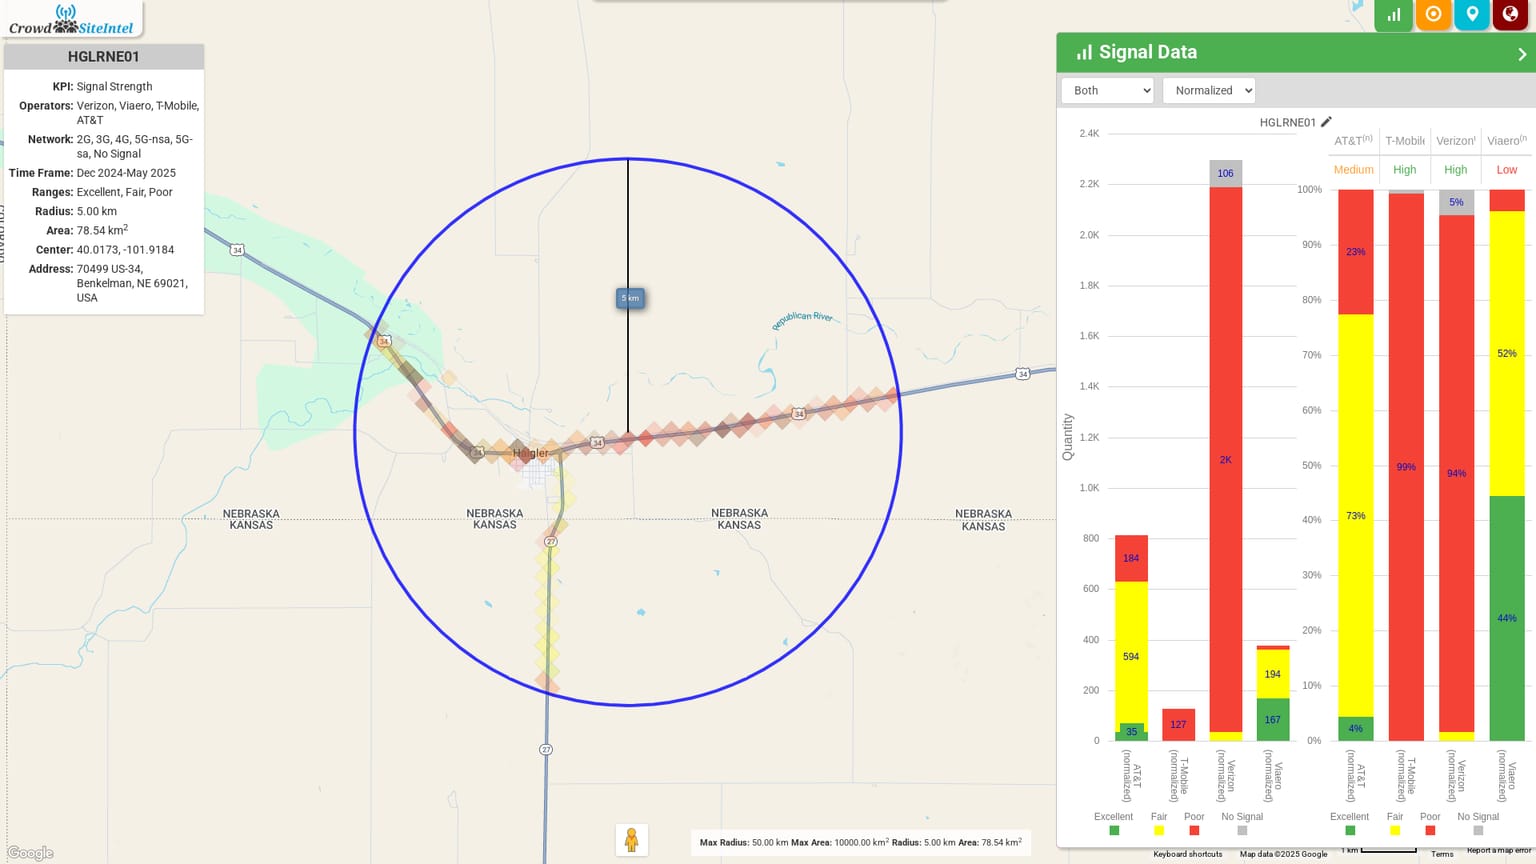 Crowd SiteIntel
HGLRNE01
KPI: Signal Strength
Operators: Verizon, Viaero, T-Mobile,
AT&T
Network: 2G, 3G, 4G, 5G-nsa, 5G-
sa, No Signal
Time Frame: Dec 2024-May 2025
Ranges: Excellent, Fair, Poor
Radius: 5.00 km
Area: 78.54 km²
Center: 40.0173, -101.9184
Address: 70499 US-34,
Benkelman, NE 69021,
USA
34
34
5 km
Republican River
34
34
34
34
Haigler
NEBRASKA
KANSAS
NEBRASKA
KANSAS
NEBRASKA
KANSAS
NEBRASKA
KANSAS
27
27
Google
Max Radius: 50.00 km Max Area: 10000.00 km² Radius: 5.00 km Area: 78.54 km²
Signal Data
Both
Normalized
HGLRNE01
2.4K
2.2K
2.0K
1.8K
1.6K
1.4K
1.2K
1.0K
800
600
400
200
0
Quantity
184
594
35
127
106
2K
194
167
AT&T
(normalized)
T-Mobile
(normalized)
Verizon
(normalized)
Viaero
(normalized)
Excellent Fair Poor No Signal
AT&T(n) T-Mobile Verizon Viaero(n
Medium High High Low
100%
90%
80%
70%
60%
50%
40%
30%
20%
10%
0%
23%
73%
4%
99%
5%
94%
52%
44%
AT&T
(normalized)
T-Mobile
(normalized)
Verizon
(normalized)
Viaero
(normalized)
Excellent Fair Poor No Signal
1 km
Keyboard shortcuts Map data ©2025 Google Terms Report a map error